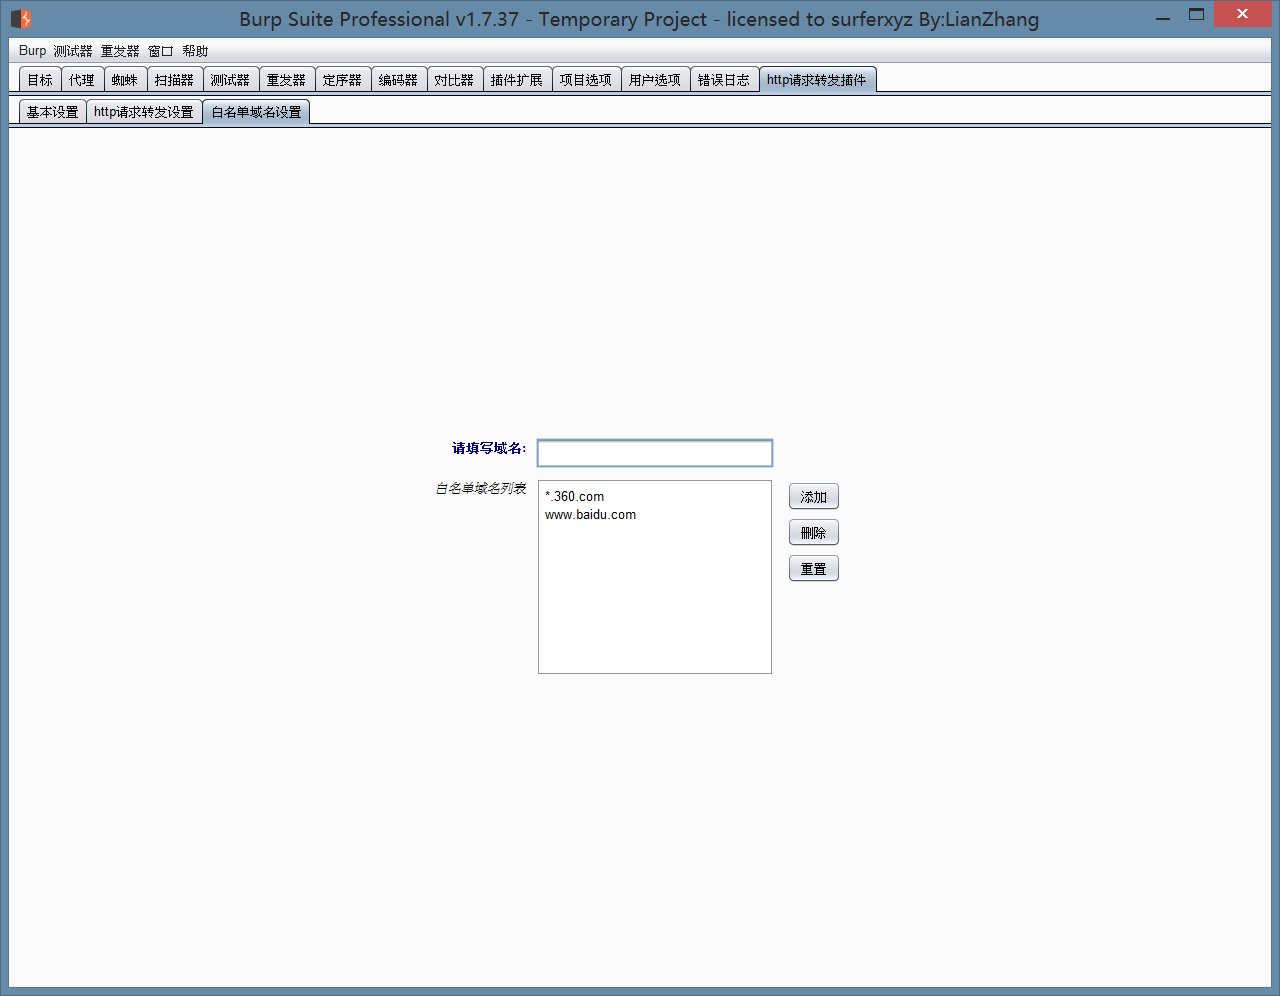 Burp Suite Professional v1.7.37 - Temporary Project - licensed to surferxyz By:LianZhang
Burp 测试器 重发器 窗口 帮助
目标 代理 蜘蛛 扫描器 测试器 重发器 定序器 编码器 对比器 插件扩展 项目选项 用户选项 错误日志 http请求转发插件
基本设置 http请求转发设置 白名单域名设置
请填写域名:
白名单域名列表
*.360.com
www.baidu.com
添加
删除
重置